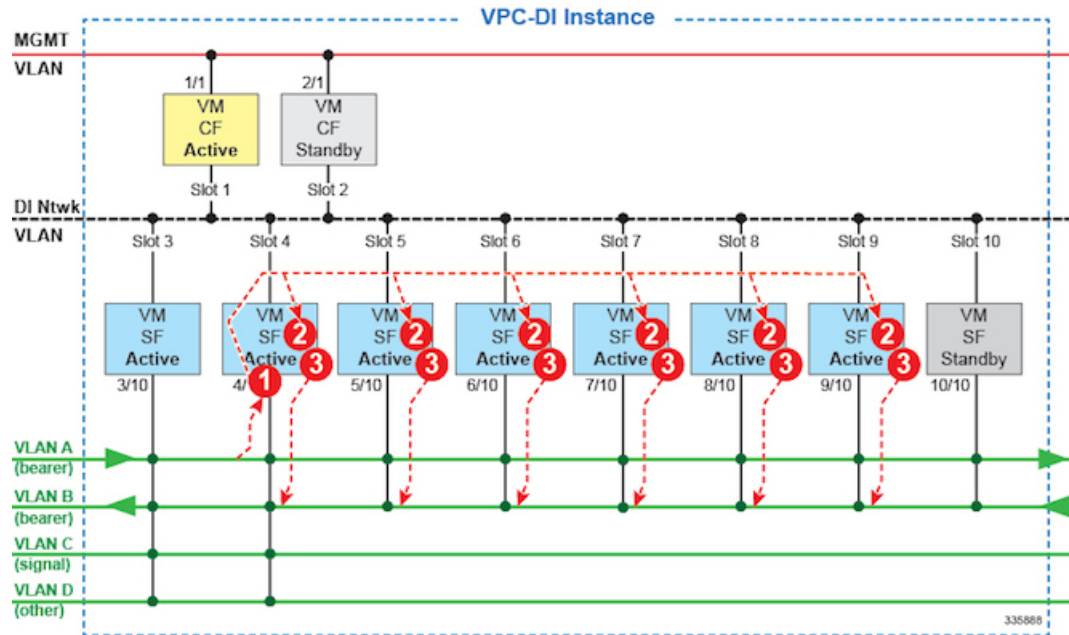 VPC-DI Instance
MGMT
VLAN
1/1
2/1
VM
CF
Active
VM
CF
Standby
Slot 1
Slot 2
DI Ntwk
VLAN
Slot 3
Slot 4
Slot 5
Slot 6
Slot 7
Slot 8
Slot 9
Slot 10
VM
SF
Active
VM
SF
Active
VM
SF
Active
VM
SF
Active
VM
SF
Active
VM
SF
Active
VM
SF
Active
VM
SF
Standby
2
2
2
2
2
2
3
3
3
3
3
3
1
3/10
4/
5/10
6/10
7/10
8/10
9/10
10/10
VLAN A
(bearer)
VLAN B
(bearer)
VLAN C
(signal)
VLAN D
(other)
335888